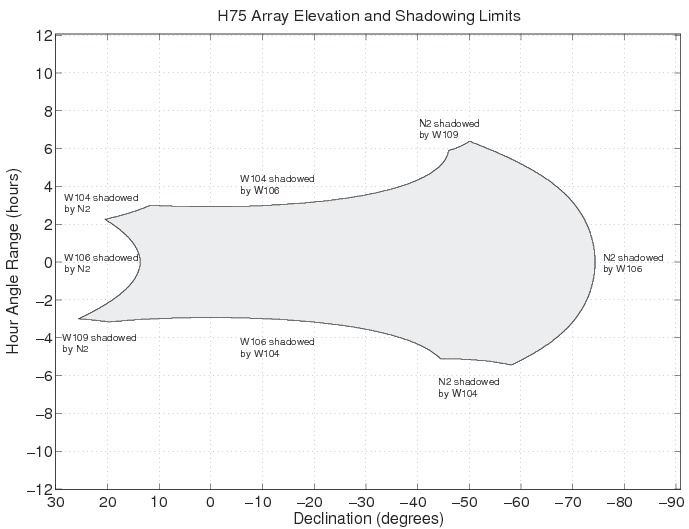 H75 Array Elevation and Shadowing Limits
12
10
8
6
4
2
0
−2
−4
−6
−8
−10
−12
Hour Angle Range (hours)
N2 shadowed
by W109
W104 shadowed
by W106
W104 shadowed
by N2
W106 shadowed
by N2
N2 shadowed
by W106
W109 shadowed
by N2
W106 shadowed
by W104
N2 shadowed
by W104
30 20 10 0 −10 −20 −30 −40 −50 −60 −70 −80 −90
Declination (degrees)